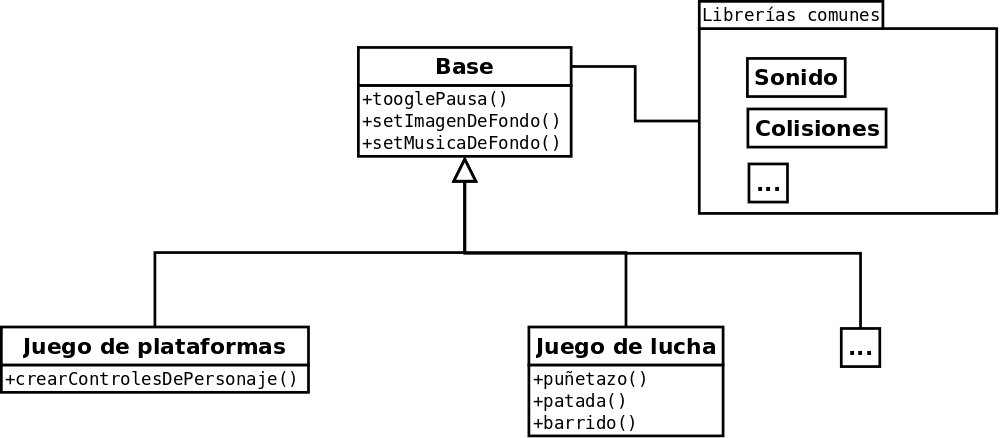 Librerías comunes
Base
+tooglePausa()
+setImagenDeFondo()
+setMusicaDeFondo()
Sonido
Colisiones
...
Juego de plataformas
+crearControlesDePersonaje()
Juego de lucha
+puñetazo()
+patada()
+barrido()
...